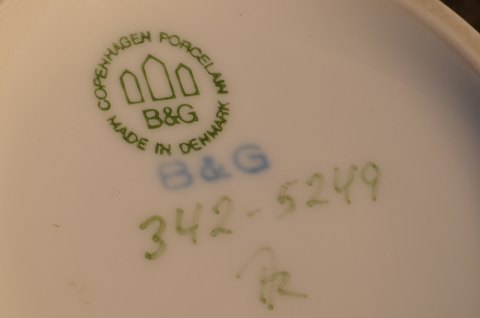 COPENHAGEN PORCELAIN
B&G
MADE IN DENMARK
B&G
342-5249